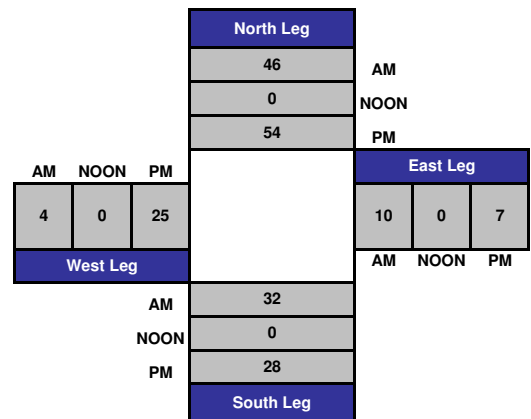 North Leg
46 AM
0 NOON
54 PM
AM NOON PM
East Leg
4 0 25
10 0 7
West Leg
AM NOON PM
AM 32
NOON 0
PM 28
South Leg